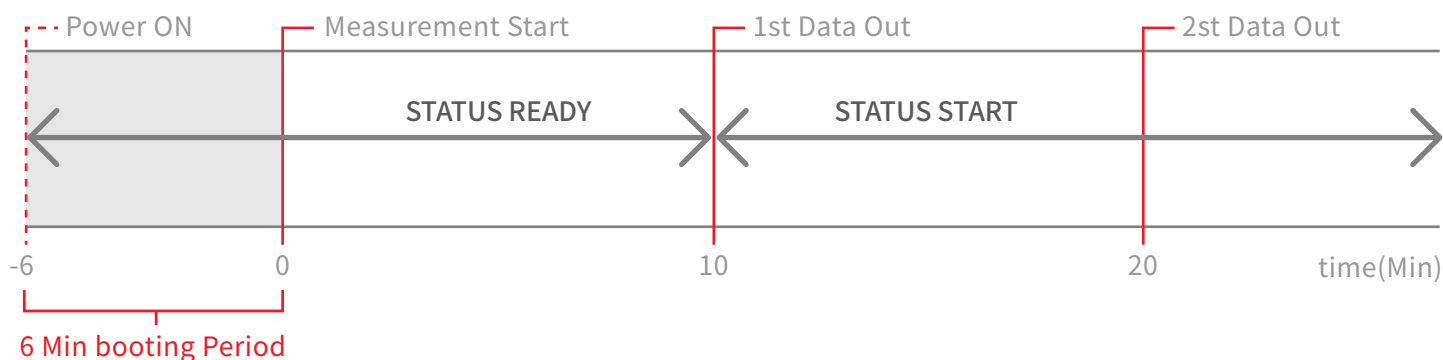 Power ON
Measurement Start
1st Data Out
2st Data Out
STATUS READY
STATUS START
-6
0
10
20
time(Min)
6 Min booting Period